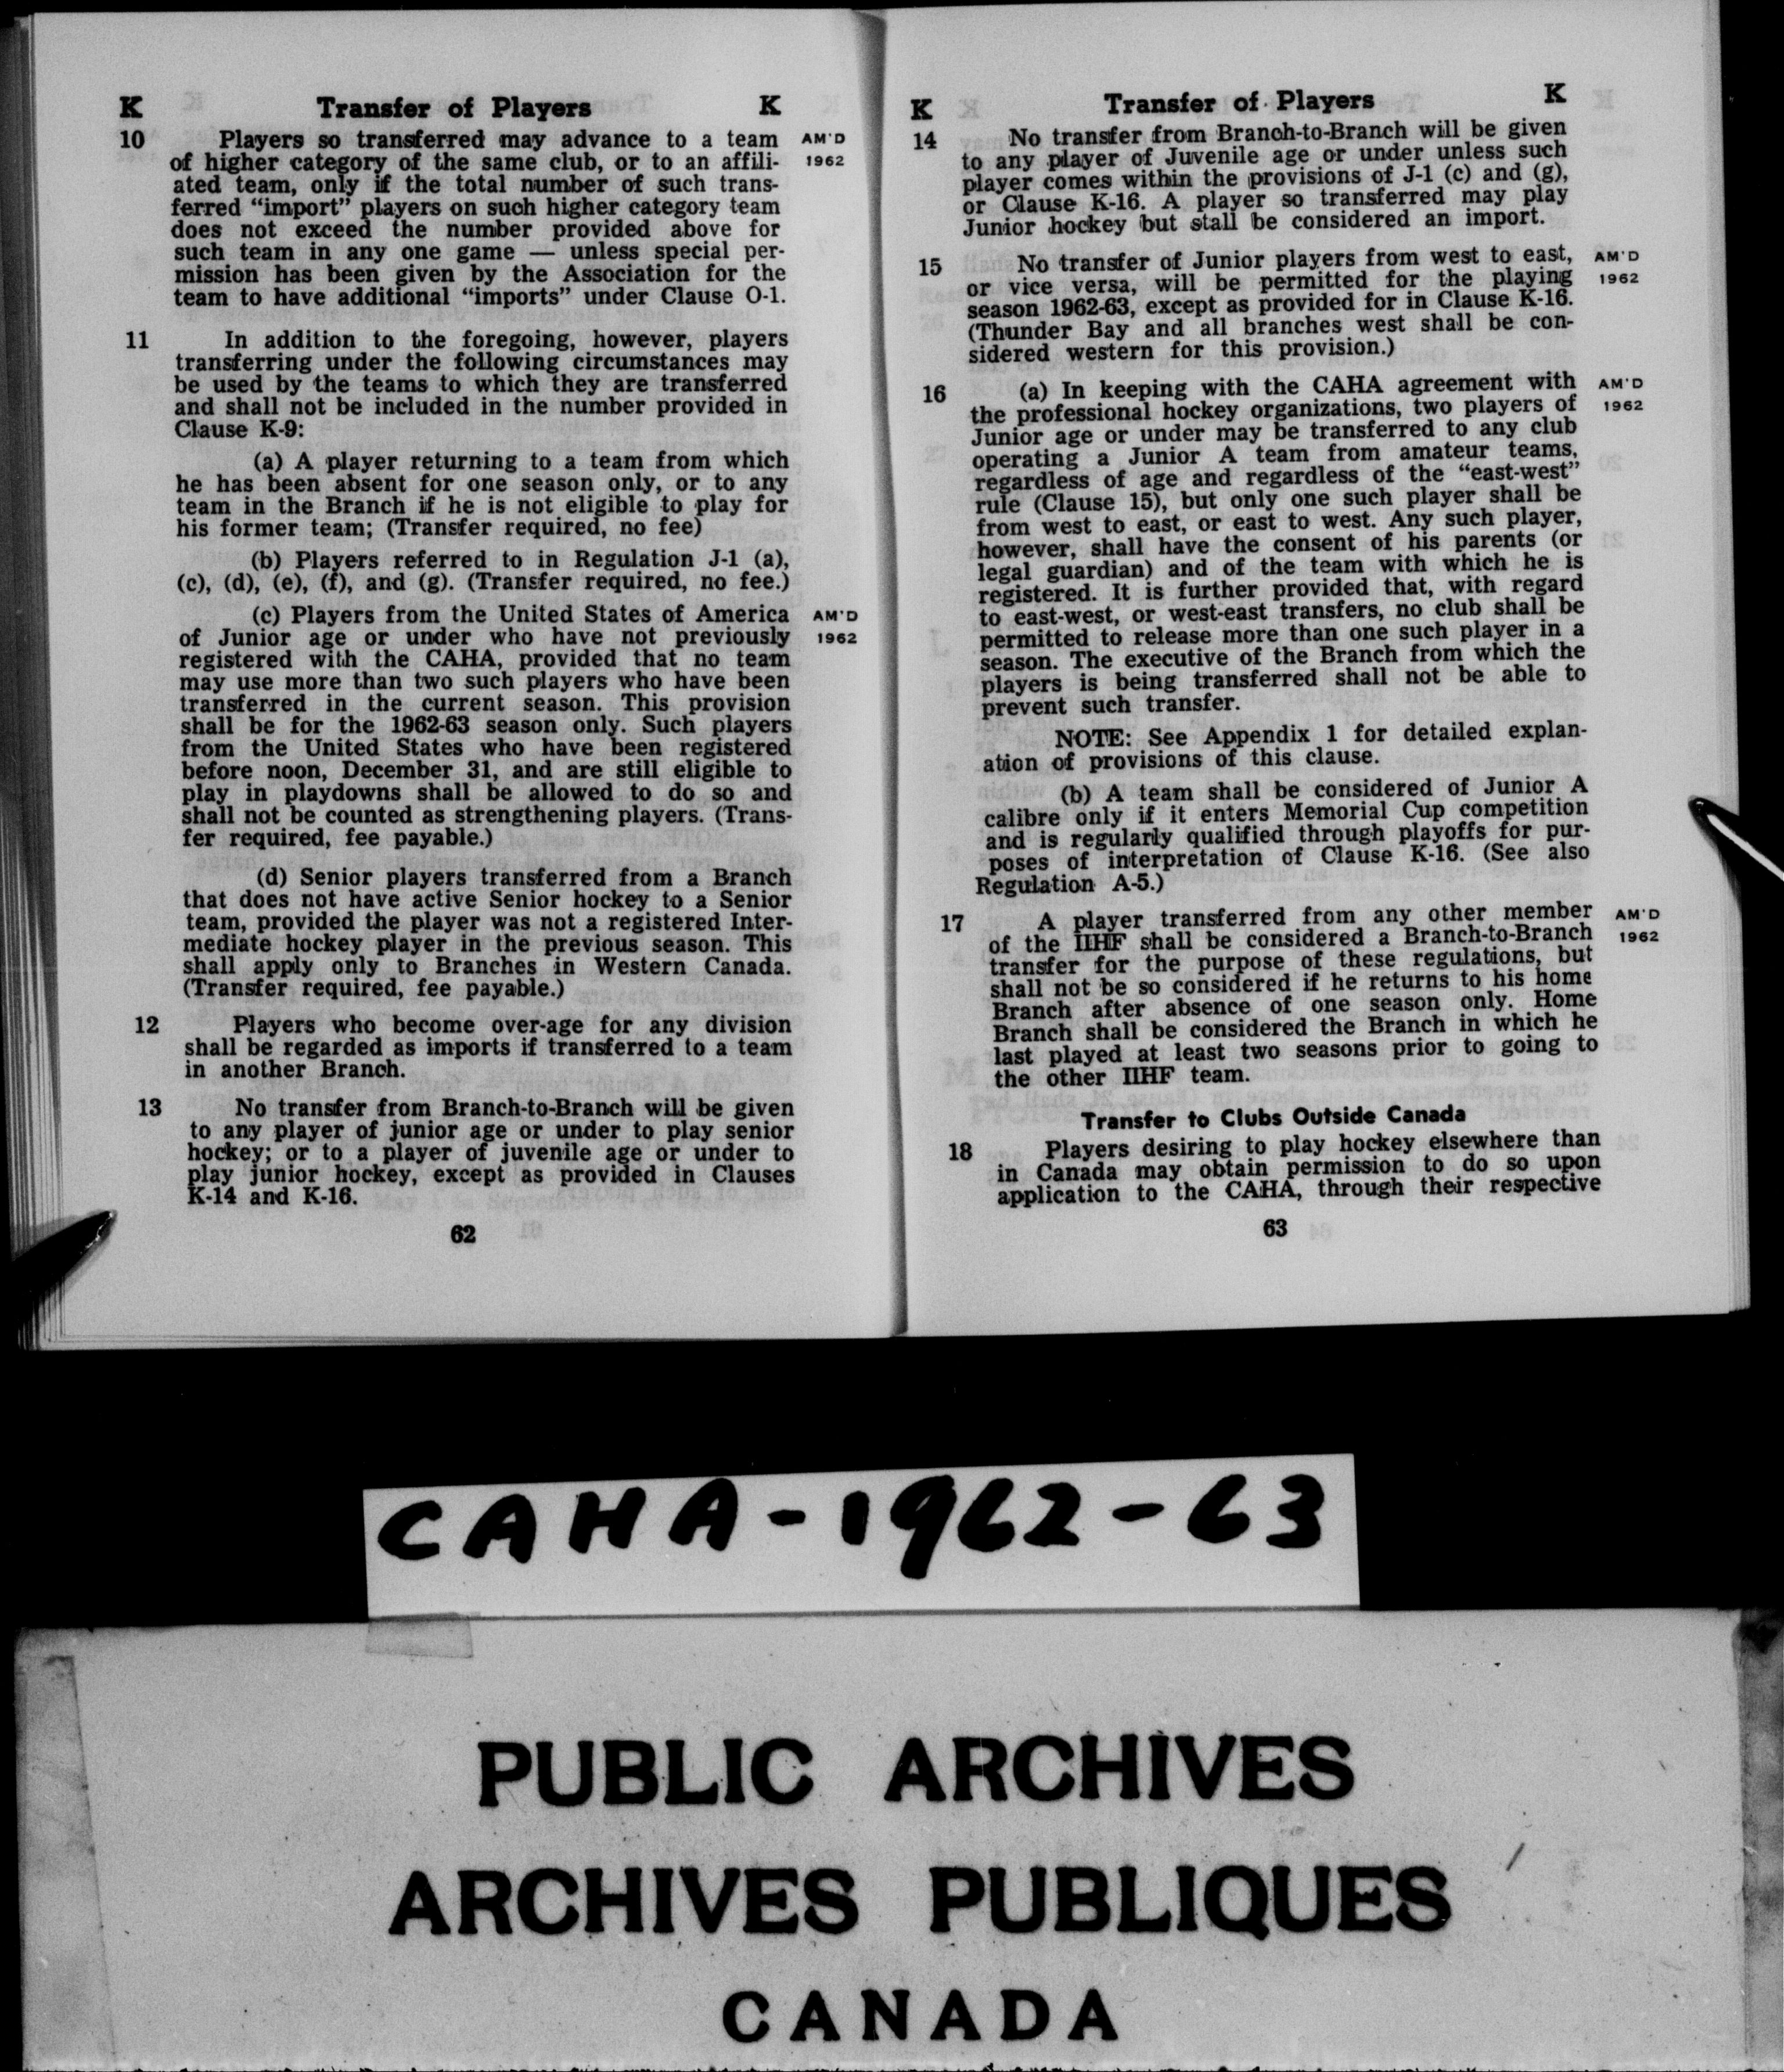 K Transfer of Players K
10 Players so transferred may advance to a team AM'D
of higher category of the same club, or to an affili- 1962
ated team, only if the total number of such trans-
ferred "import" players on such higher category team
does not exceed the number provided above for
such team in any one game — unless special per-
mission has been given by the Association for the
team to have additional "imports" under Clause O-1.
11 In addition to the foregoing, however, players
transferring under the following circumstances may
be used by the teams to which they are transferred
and shall not be included in the number provided in
Clause K-9:
(a) A player returning to a team from which
he has been absent for one season only, or to any
team in the Branch if he is not eligible to play for
his former team; (Transfer required, no fee)
(b) Players referred to in Regulation J-1 (a),
(c), (d), (e), (f), and (g). (Transfer required, no fee.)
(c) Players from the United States of America AM'D
of Junior age or under who have not previously 1962
registered with the CAHA, provided that no team
may use more than two such players who have been
transferred in the current season. This provision
shall be for the 1962-63 season only. Such players
from the United States who have been registered
before noon, December 31, and are still eligible to
play in playdowns shall be allowed to do so and
shall not be counted as strengthening players. (Trans-
fer required, fee payable.)
(d) Senior players transferred from a Branch
that does not have active Senior hockey to a Senior
team, provided the player was not a registered Inter-
mediate hockey player in the previous season. This
shall apply only to Branches in Western Canada.
(Transfer required, fee payable.)
12 Players who become over-age for any division
shall be regarded as imports if transferred to a team
in another Branch.
13 No transfer from Branch-to-Branch will be given
to any player of junior age or under to play senior
hockey; or to a player of juvenile age or under to
play junior hockey, except as provided in Clauses
K-14 and K-16.
62
K Transfer of Players K
14 No transfer from Branch-to-Branch will be given
to any player of Juvenile age or under unless such
player comes within the provisions of J-1 (c) and (g),
or Clause K-16. A player so transferred may play
Junior hockey but stall be considered an import.
15 No transfer of Junior players from west to east, AM'D
or vice versa, will be permitted for the playing 1962
season 1962-63, except as provided for in Clause K-16.
(Thunder Bay and all branches west shall be con-
sidered western for this provision.)
16 (a) In keeping with the CAHA agreement with AM'D
the professional hockey organizations, two players of 1962
Junior age or under may be transferred to any club
operating a Junior A team from amateur teams,
regardless of age and regardless of the "east-west"
rule (Clause 15), but only one such player shall be
from west to east, or east to west. Any such player,
however, shall have the consent of his parents (or
legal guardian) and of the team with which he is
registered. It is further provided that, with regard
to east-west, or west-east transfers, no club shall be
permitted to release more than one such player in a
season. The executive of the Branch from which the
players is being transferred shall not be able to
prevent such transfer.
NOTE: See Appendix 1 for detailed explan-
ation of provisions of this clause.
(b) A team shall be considered of Junior A
calibre only if it enters Memorial Cup competition
and is regularly qualified through playoffs for pur-
poses of interpretation of Clause K-16. (See also
Regulation A-5.)
17 A player transferred from any other member AM'D
of the IIHF shall be considered a Branch-to-Branch 1962
transfer for the purpose of these regulations, but
shall not be so considered if he returns to his home
Branch after absence of one season only. Home
Branch shall be considered the Branch in which he
last played at least two seasons prior to going to
the other IIHF team.
Transfer to Clubs Outside Canada
18 Players desiring to play hockey elsewhere than
in Canada may obtain permission to do so upon
application to the CAHA, through their respective
63
CAHA-1962-63
PUBLIC ARCHIVES
ARCHIVES PUBLIQUES
CANADA